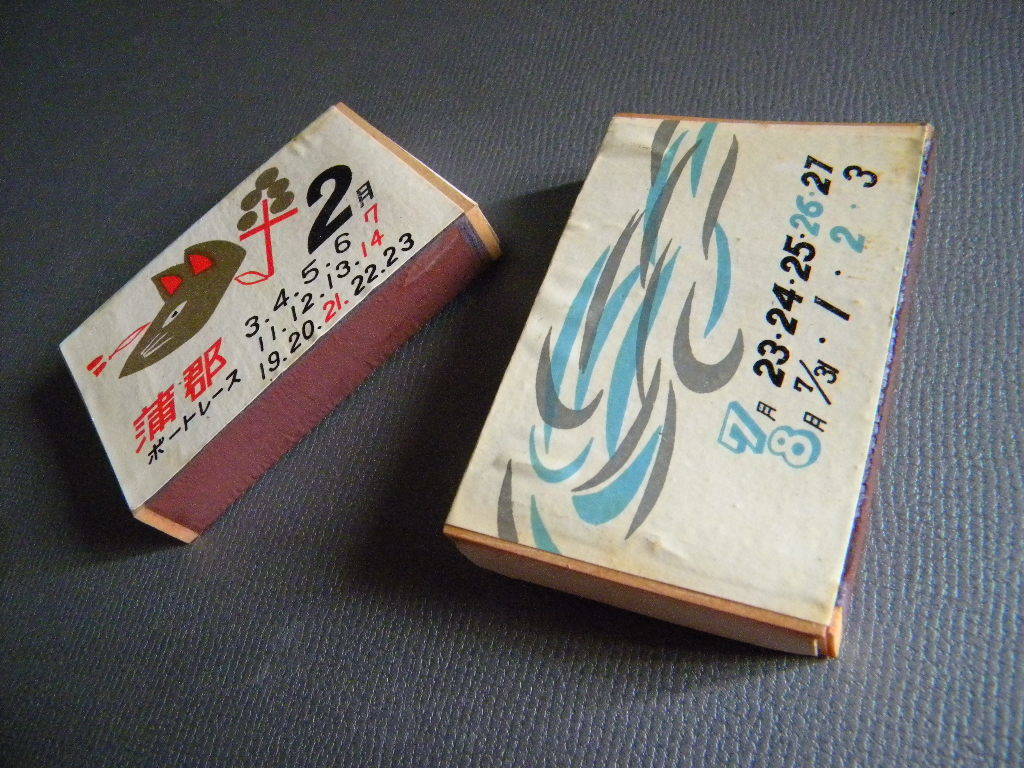 2月
3.4.5.6 7
11.12.13.14
19.20.21.22.23
蒲郡
ボートレース
7月 23・24・25・26・27
8月 7/31・1・2・3